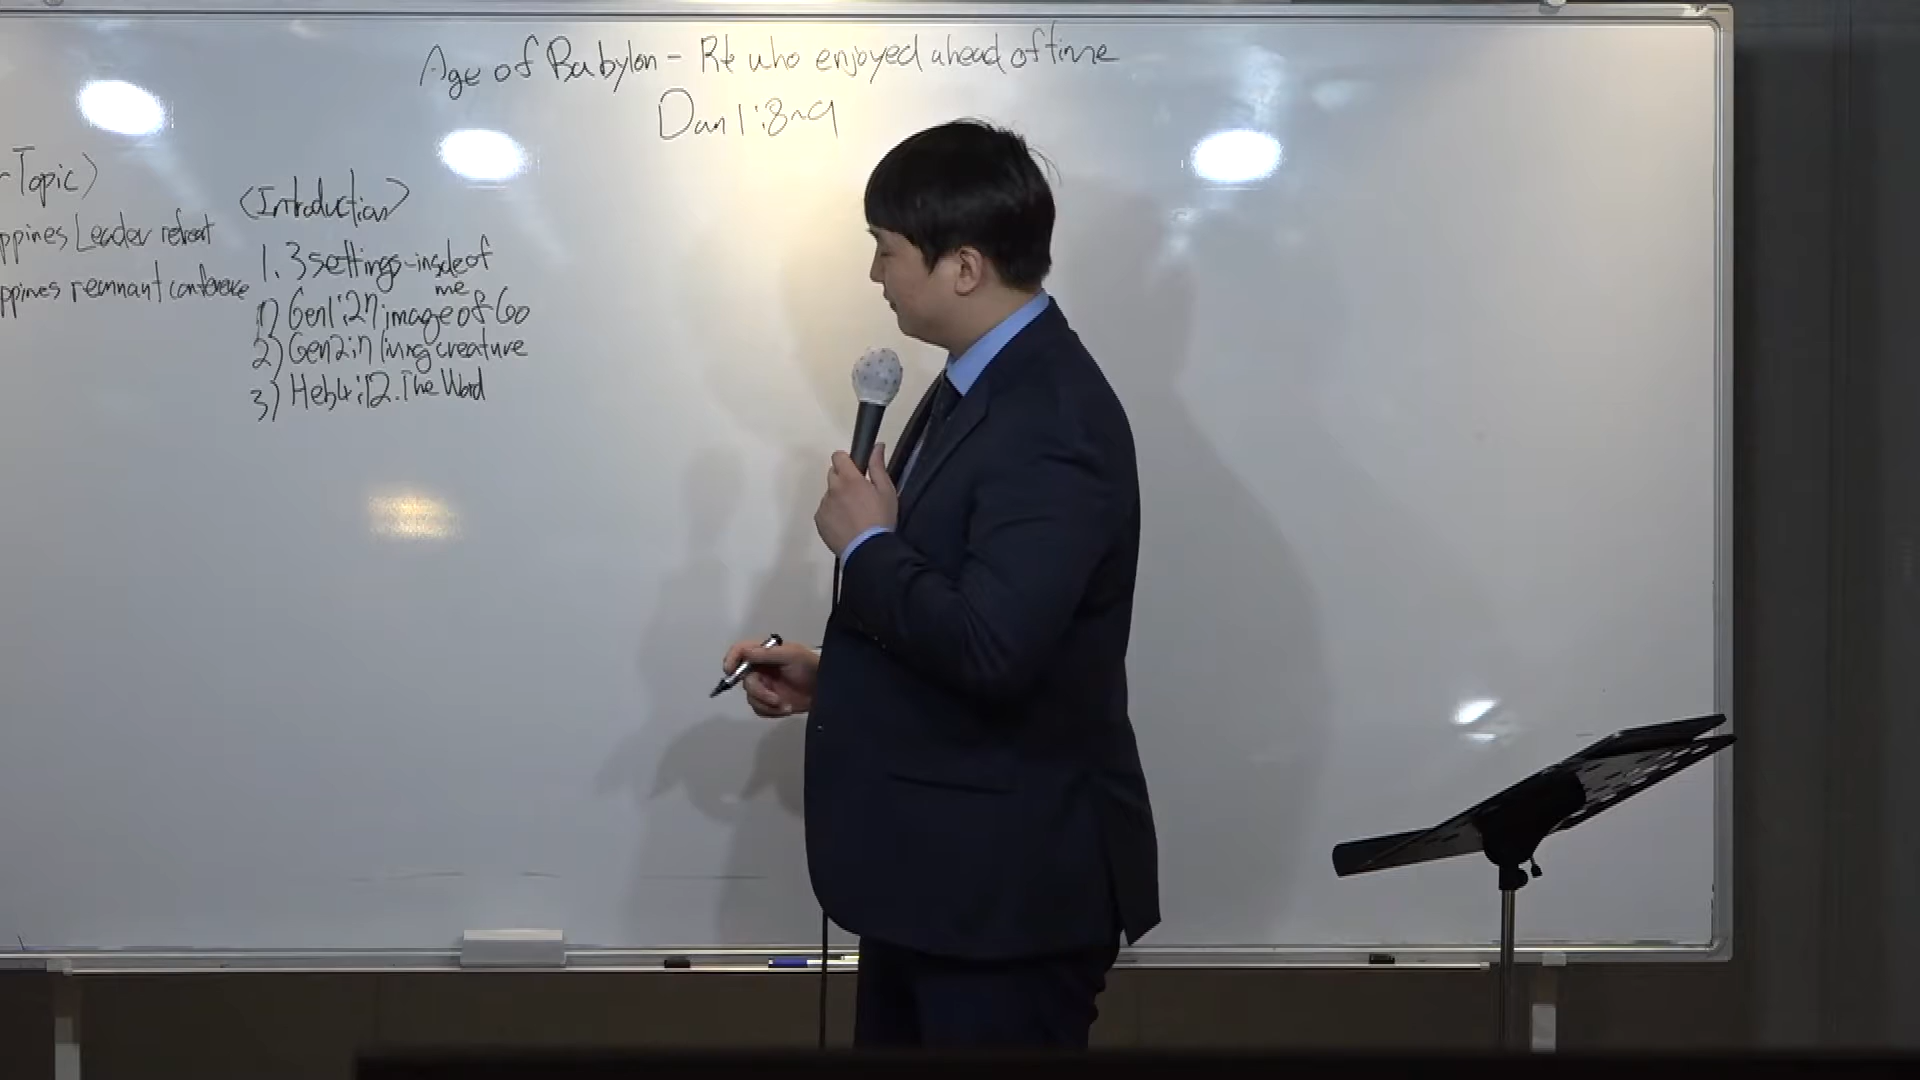 Age of Babylon - Rt who enjoyed ahead of time
Dan 1:8~9
Topic)
ppines Leader retreat
ppines remnant conference
<Introduction>
1. 3 settings - inside of
me
1) Gen1:27 image of Go
2) Gen2:7 living creature
3) Heb4:12. The Word